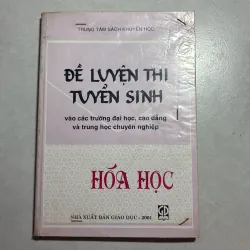 TRUNG TÂM SÁCH KHUYẾN HỌC
ĐỀ LUYỆN THI
TUYỂN SINH
vào các trường đại học, cao đẳng
và trung học chuyên nghiệp
HÓA HỌC
NHÀ XUẤT BẢN GIÁO DỤC - 2001